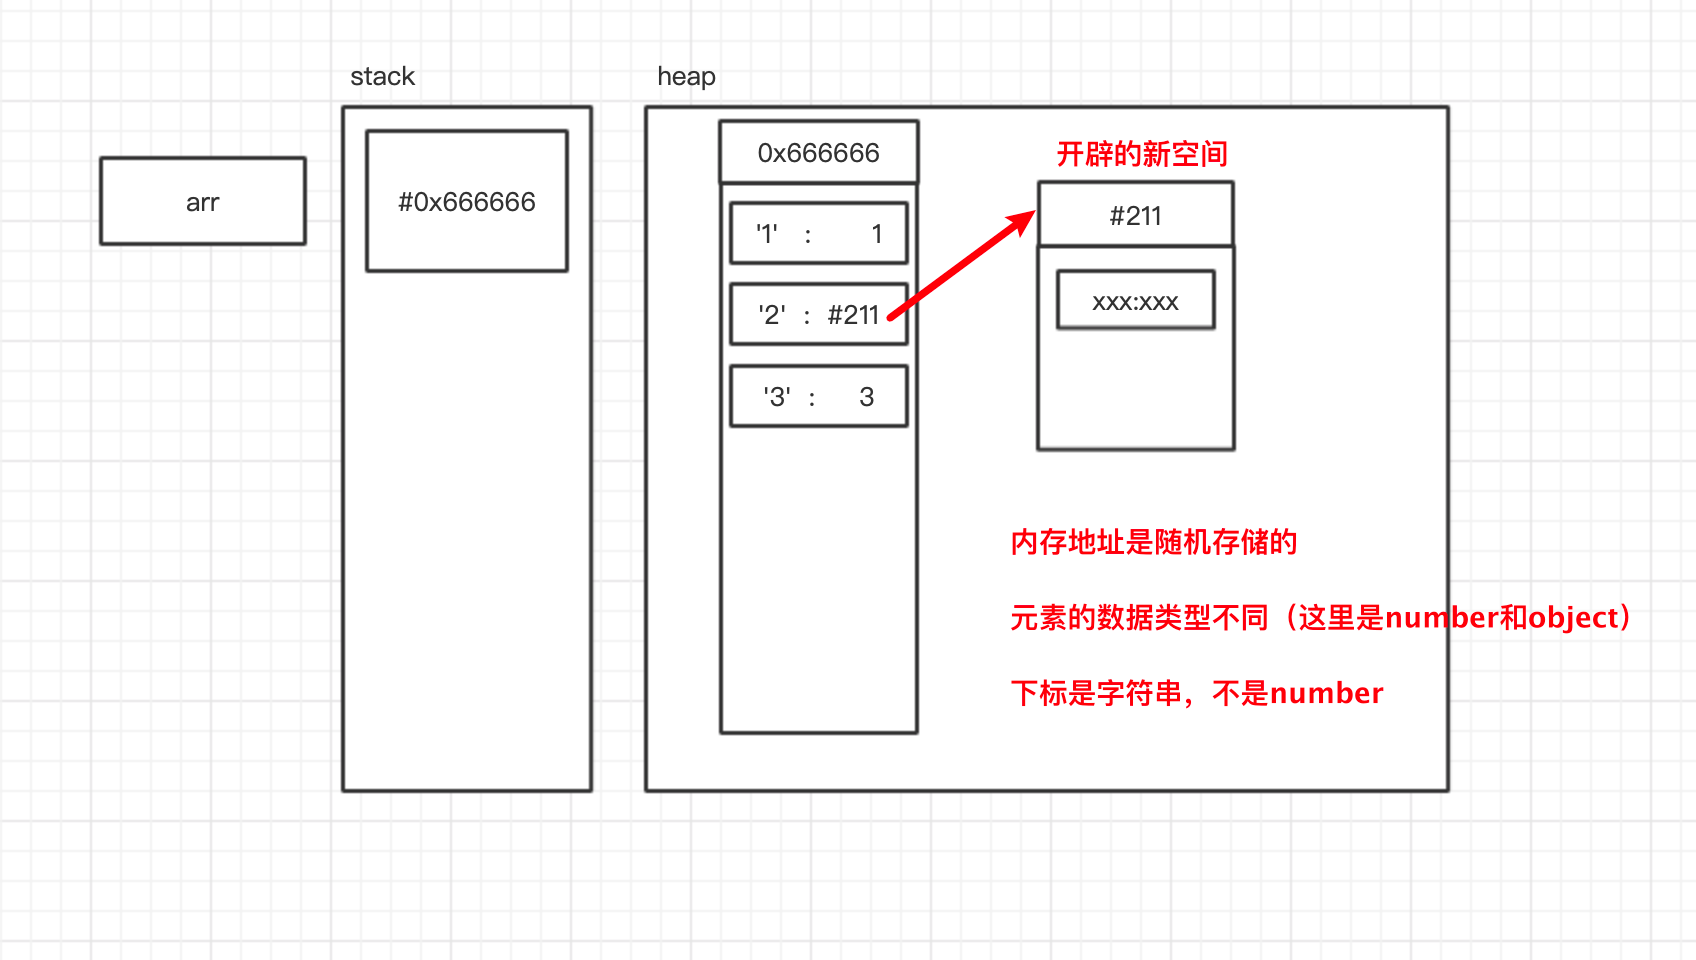 stack
heap
arr
#0x666666
0x666666
'1' : 1
'2' : #211
'3' : 3
开辟的新空间
#211
xxx:xxx
内存地址是随机存储的
元素的数据类型不同（这里是number和object）
下标是字符串，不是number